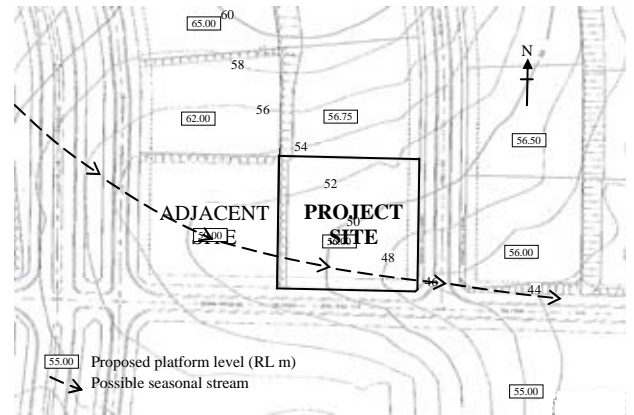 60
65.00
N
58
56
62.00
56.75
54
56.50
52
ADJACENT
PROJECT
50
SITE
48
56.00
46
44
55.00 Proposed platform level (RL m)
Possible seasonal stream
55.00